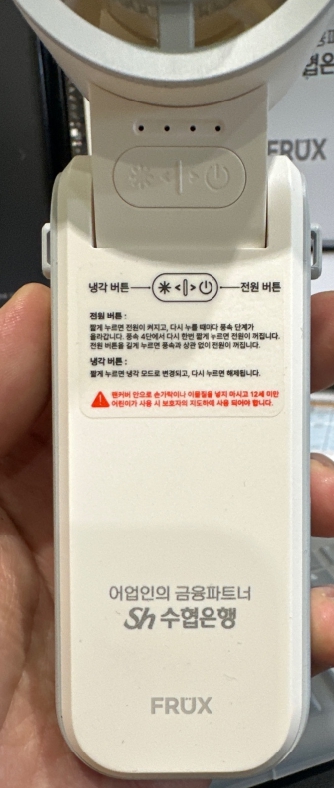 협은
FRUX
냉각 버튼 전원 버튼
전원 버튼 :
짧게 누르면 전원이 켜지고, 다시 누를 때마다 풍속 단계가
올라갑니다. 풍속 4단에서 다시 한번 짧게 누르면 전원이 꺼집니다.
전원 버튼을 길게 누르면 풍속과 상관 없이 전원이 꺼집니다.
냉각 버튼 :
짧게 누르면 냉각 모드로 변경되고, 다시 누르면 해제됩니다.
팬커버 안으로 손가락이나 이물질을 넣지 마시고 12세 미만
어린이가 사용 시 보호자의 지도하에 사용 되어야 합니다.
어업인의 금융파트너
Sh 수협은행
FRUX